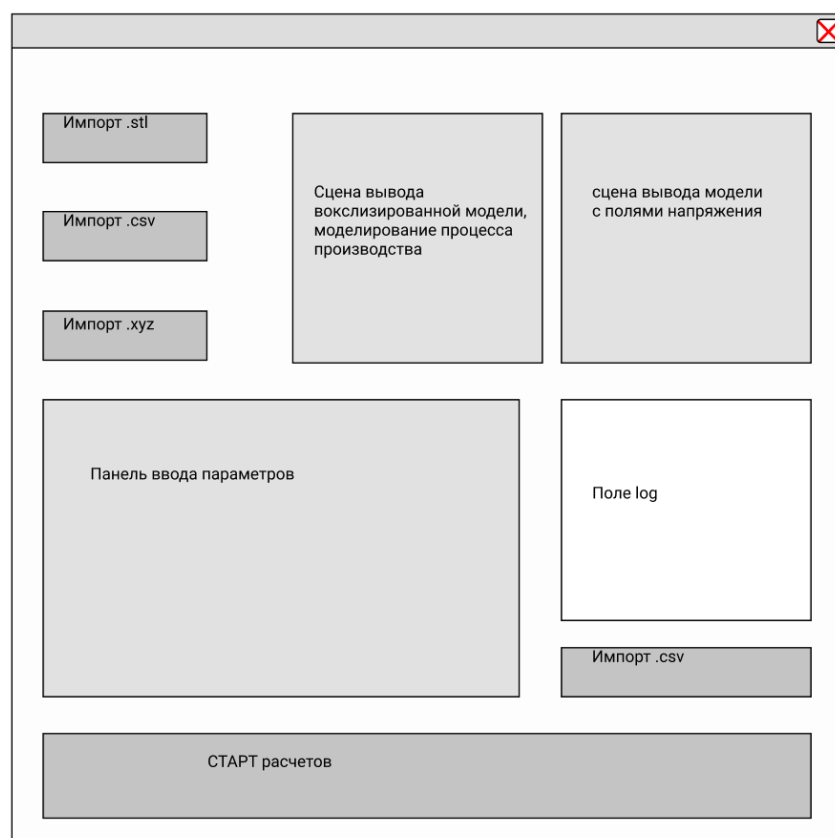 Импорт .stl
Импорт .csv
Импорт .xyz
Сцена вывода
вокслизированной модели,
моделирование процесса
производства
сцена вывода модели
с полями напряжения
Панель ввода параметров
Поле log
Импорт .csv
СТАРТ расчетов